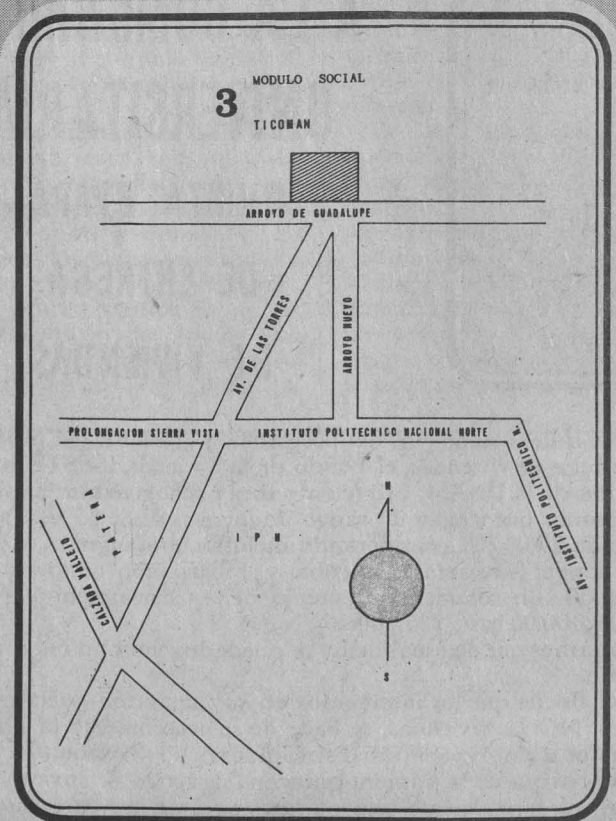 MODULO SOCIAL
3
TICOMAN
ARROYO DE GUADALUPE
AV. DE LAS TORRES
ARROYO NUEVO
PROLONGACION SIERRA VISTA
INSTITUTO POLITECNICO NACIONAL NORTE
AV. INSTITUTO POLITECNICO N.
PATERA
CALZADA VALLEJO
I P N
N
S